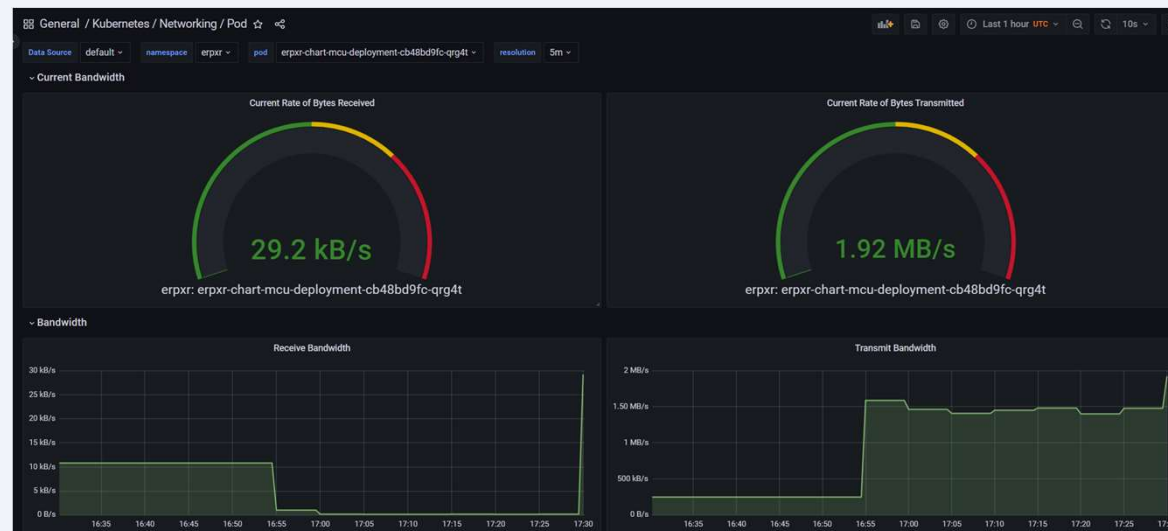 General / Kubernetes / Networking / Pod
Last 1 hour UTC
10s
Data Source default namespace erpxr pod erpxr-chart-mcu-deployment-cb48bd9fc-qrg4t resolution 5m
Current Bandwidth
Current Rate of Bytes Received
29.2 kB/s
erpxr: erpxr-chart-mcu-deployment-cb48bd9fc-qrg4t
Current Rate of Bytes Transmitted
1.92 MB/s
erpxr: erpxr-chart-mcu-deployment-cb48bd9fc-qrg4t
Bandwidth
Receive Bandwidth
30 kB/s
25 kB/s
20 kB/s
15 kB/s
10 kB/s
5 kB/s
0 B/s
16:35 16:40 16:45 16:50 16:55 17:00 17:05 17:10 17:15 17:20 17:25 17:30
Transmit Bandwidth
2 MB/s
1.50 MB/s
1 MB/s
500 kB/s
0 B/s
16:35 16:40 16:45 16:50 16:55 17:00 17:05 17:10 17:15 17:20 17:25